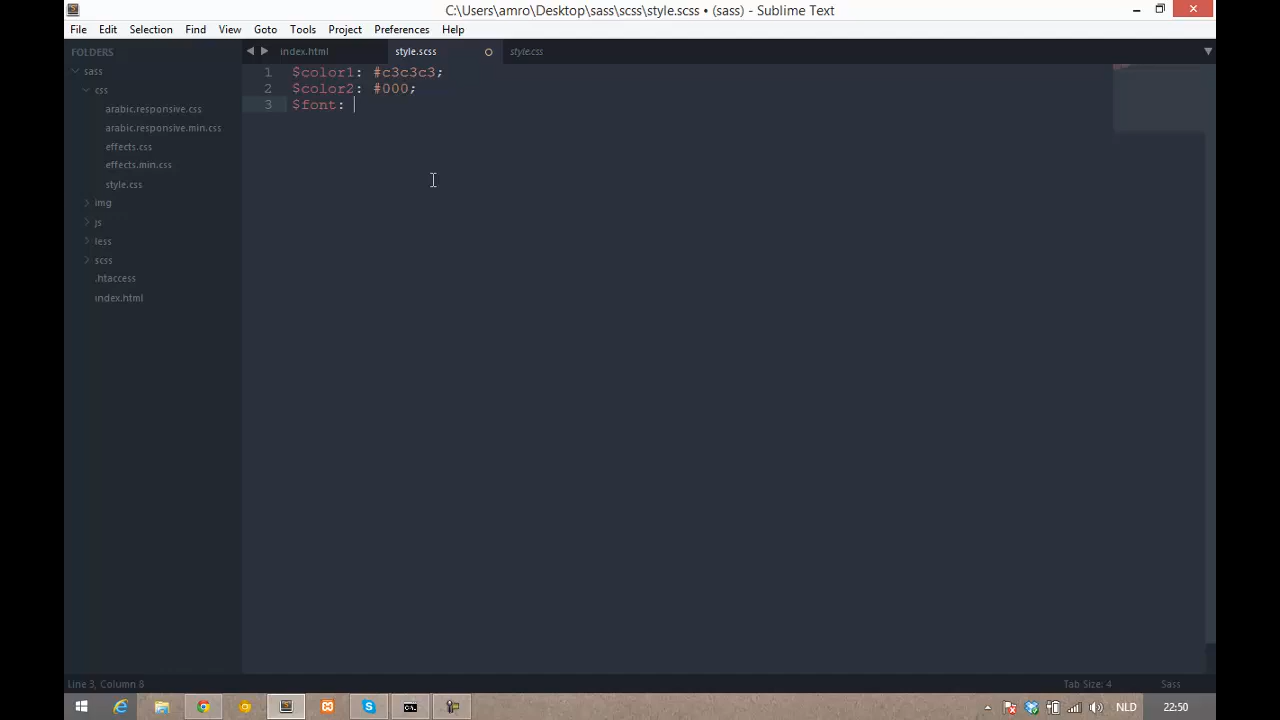 C:\Users\amro\Desktop\sass\scss\style.scss • (sass) - Sublime Text
File Edit Selection Find View Goto Tools Project Preferences Help
FOLDERS
sass
css
arabic.responsive.css
arabic.responsive.min.css
effects.css
effects.min.css
style.css
img
js
less
scss
.htaccess
index.html
index.html style.scss style.css
1 $color1: #c3c3c3;
2 $color2: #000;
3 $font:
Line 3, Column 8 Tab Size: 4 Sass
NLD 22:50